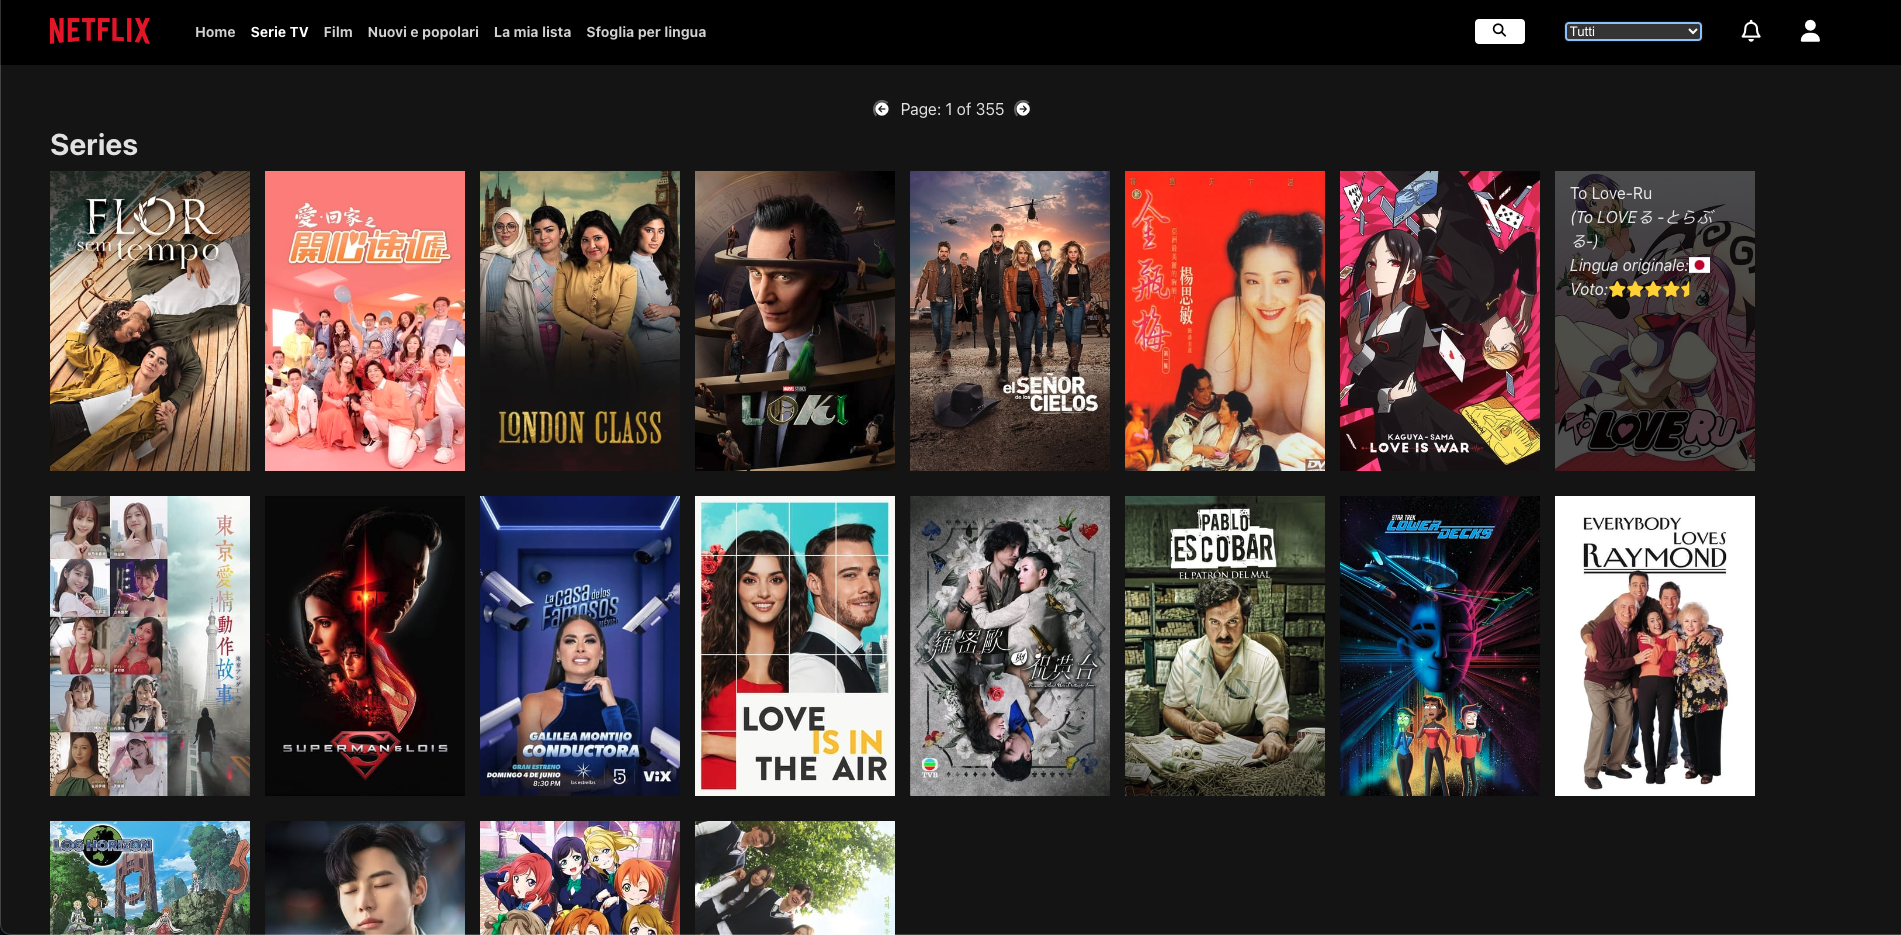 NETFLIX
Home
Serie TV
Film
Nuovi e popolari
La mia lista
Sfoglia per lingua
Tutti
Page: 1 of 355
Series
FLOR
sem tempo
愛·回家之
開心速遞
LONDON CLASS
MARVEL STUDIOS
LOKI
el SEÑOR
de los
CIELOS
金瓶梅
楊思敏
KAGUYA-SAMA
LOVE IS WAR
To Love-Ru
(To LOVEる -とらぶ
る-)
Lingua originale:
Voto:
To LOVE Ru
東京愛情動作故事
SUPERMAN & LOIS
La casa de los
Famosos
GALILEA MONTIJO
CONDUCTORA
GRAN ESTRENO
DOMINGO 4 DE JUNIO
8:30 PM
las estrellas
5
ViX
LOVE
IS IN
THE AIR
羅密歐
與
祝英台
TVB
PABLO
ESCOBAR
EL PATRÓN DEL MAL
STAR TREK
LOWER DECKS
EVERYBODY
LOVES
RAYMOND
LOG HORIZON